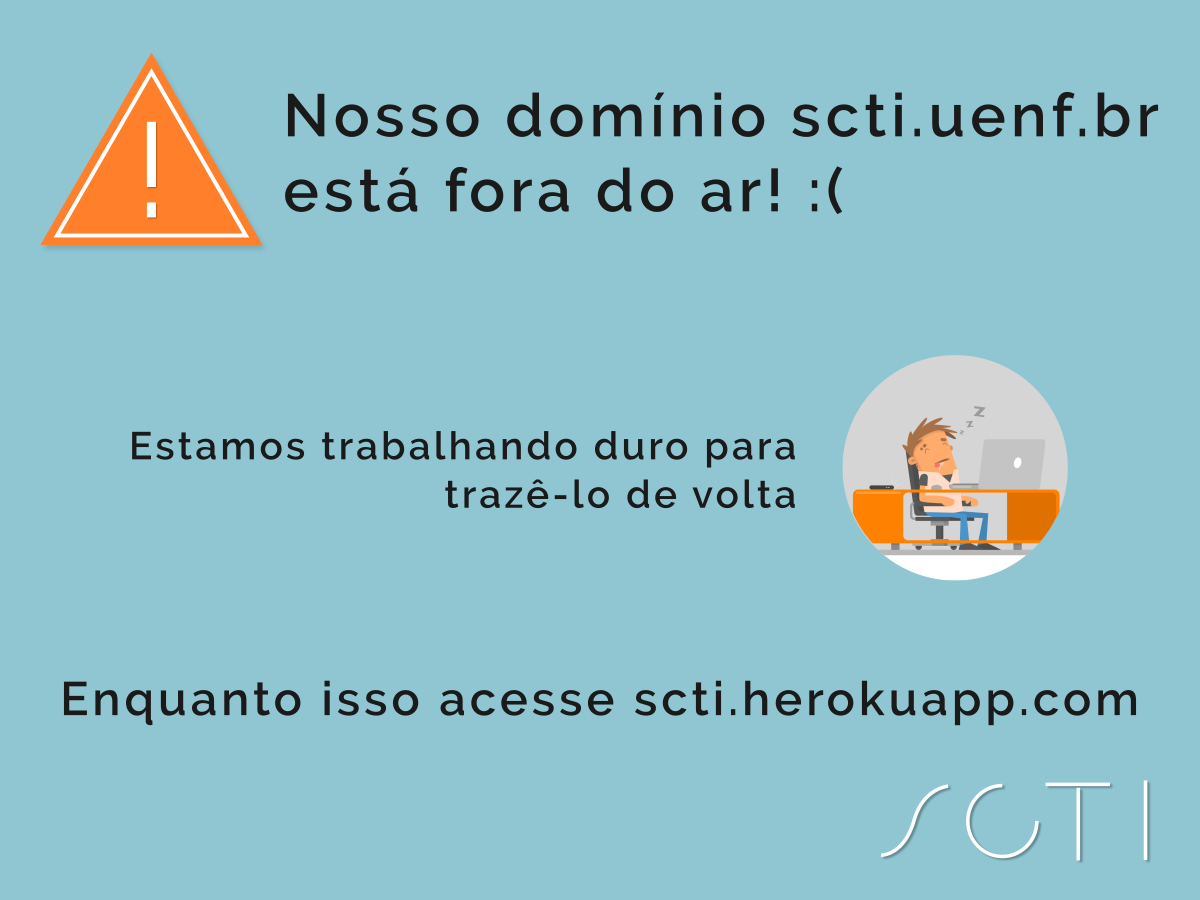 Nosso domínio scti.uenf.br
está fora do ar! :(
z
z
z
Estamos trabalhando duro para
trazê-lo de volta
Enquanto isso acesse scti.herokuapp.com
SCTI